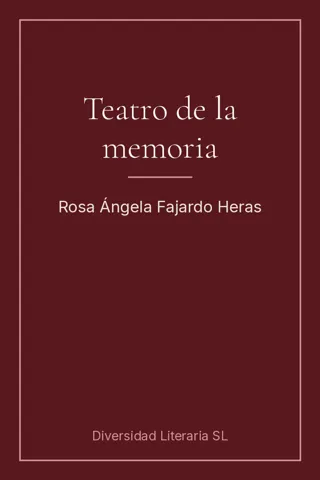 Teatro de la
memoria
Rosa Ángela Fajardo Heras
Diversidad Literaria SL